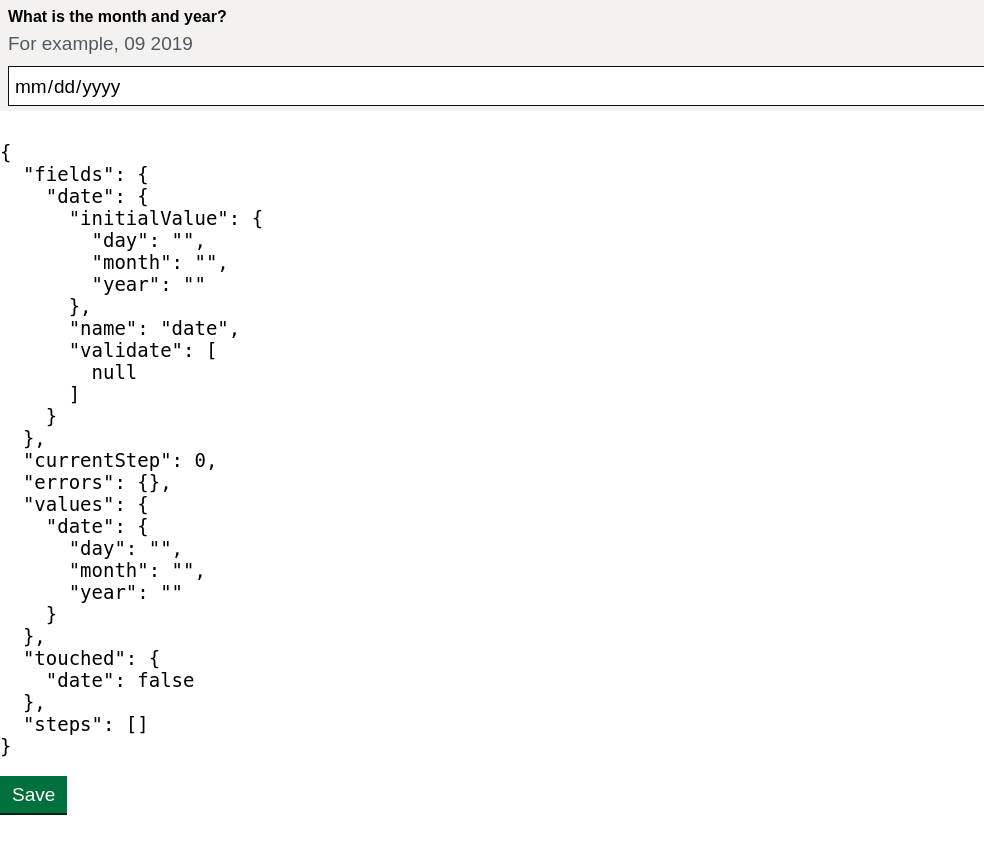 What is the month and year?
For example, 09 2019
mm/dd/yyyy
{
  "fields": {
    "date": {
      "initialValue": {
        "day": "",
        "month": "",
        "year": ""
      },
      "name": "date",
      "validate": [
        null
      ]
    }
  },
  "currentStep": 0,
  "errors": {},
  "values": {
    "date": {
      "day": "",
      "month": "",
      "year": ""
    }
  },
  "touched": {
    "date": false
  },
  "steps": []
}
Save